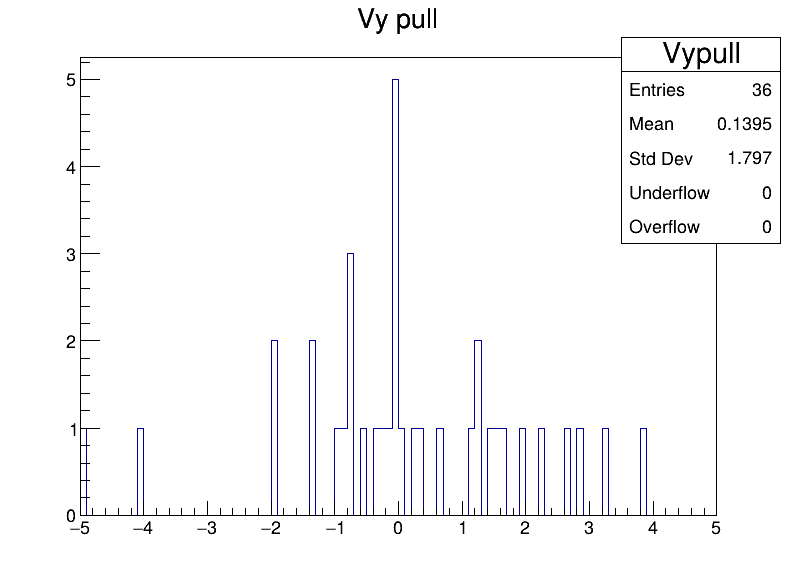 Vy pull
Vypull
Entries 36
Mean 0.1395
Std Dev 1.797
Underflow 0
Overflow 0
5
4
3
2
1
0
−5 −4 −3 −2 −1 0 1 2 3 4 5